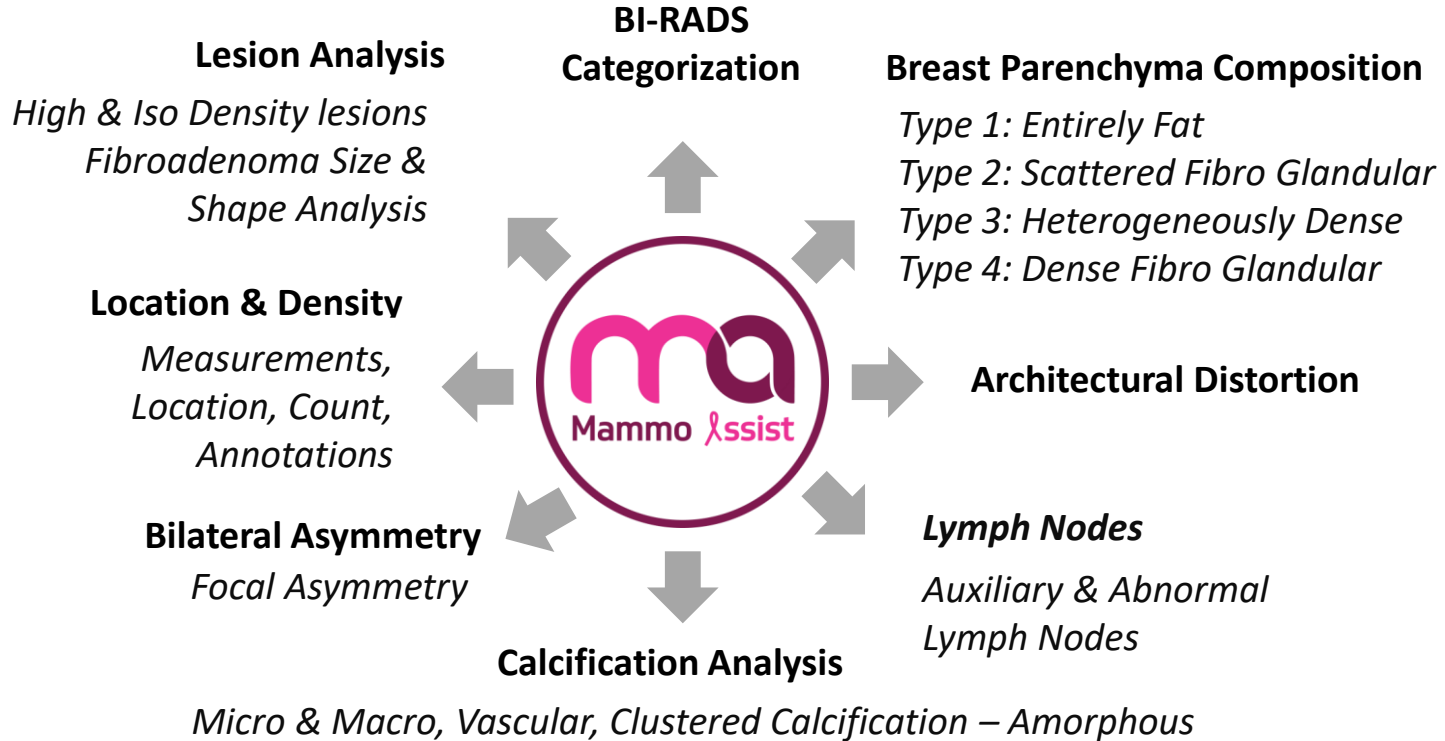 BI-RADS
Categorization
Lesion Analysis
High & Iso Density lesions
Fibroadenoma Size &
Shape Analysis
Breast Parenchyma Composition
Type 1: Entirely Fat
Type 2: Scattered Fibro Glandular
Type 3: Heterogeneously Dense
Type 4: Dense Fibro Glandular
Location & Density
Measurements,
Location, Count,
Annotations
ma
Mammo Assist
Architectural Distortion
Bilateral Asymmetry
Focal Asymmetry
Lymph Nodes
Auxiliary & Abnormal
Lymph Nodes
Calcification Analysis
Micro & Macro, Vascular, Clustered Calcification – Amorphous